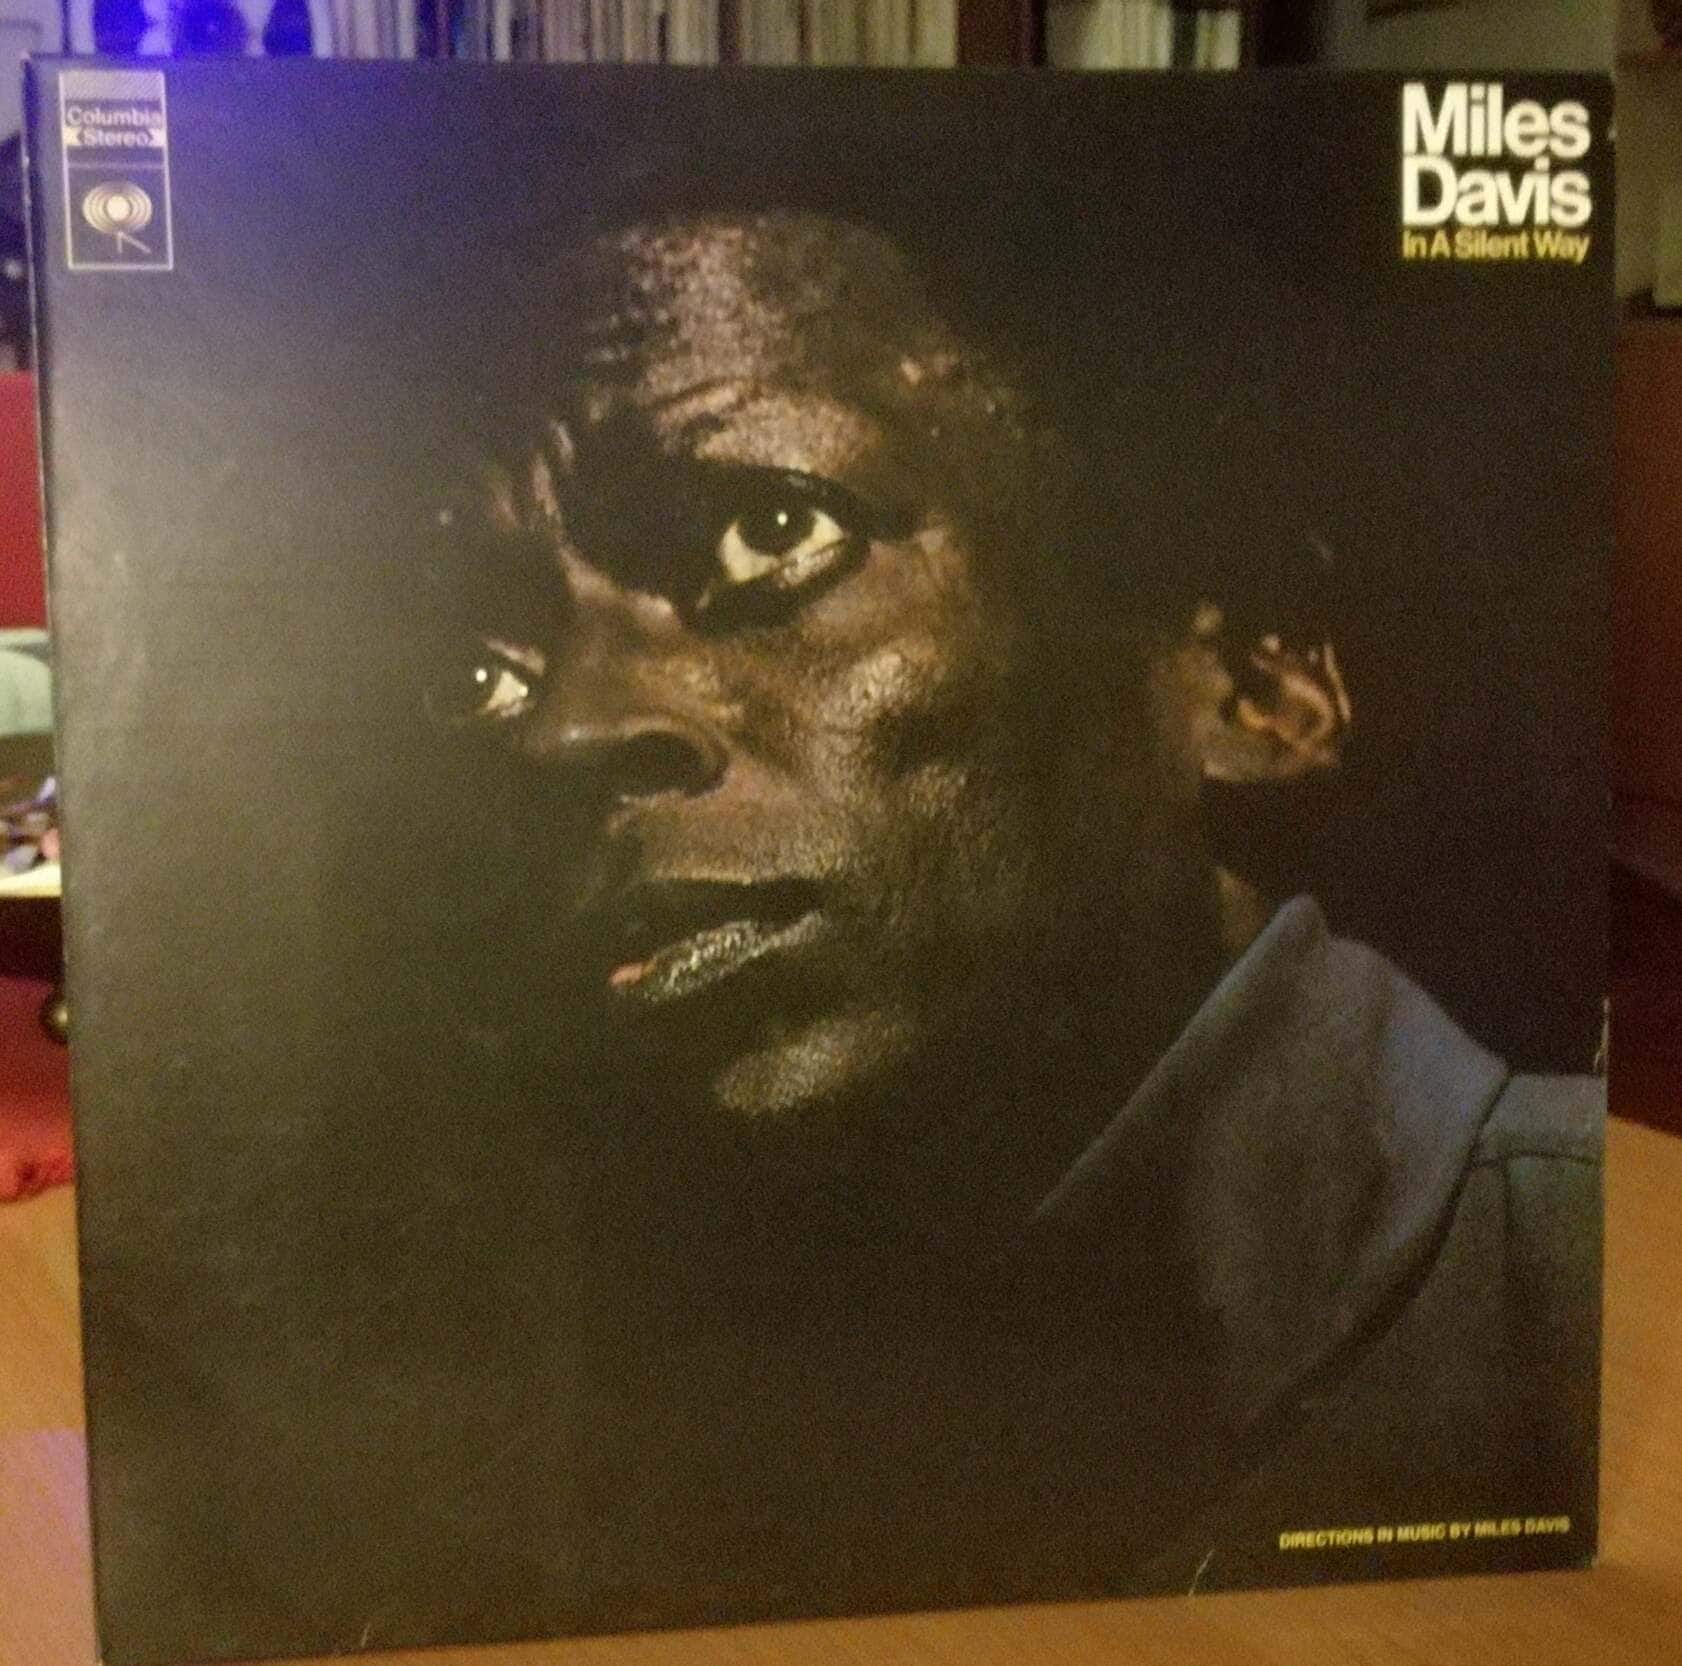 Columbia
Stereo
Miles
Davis
In A Silent Way
DIRECTIONS IN MUSIC BY MILES DAVIS